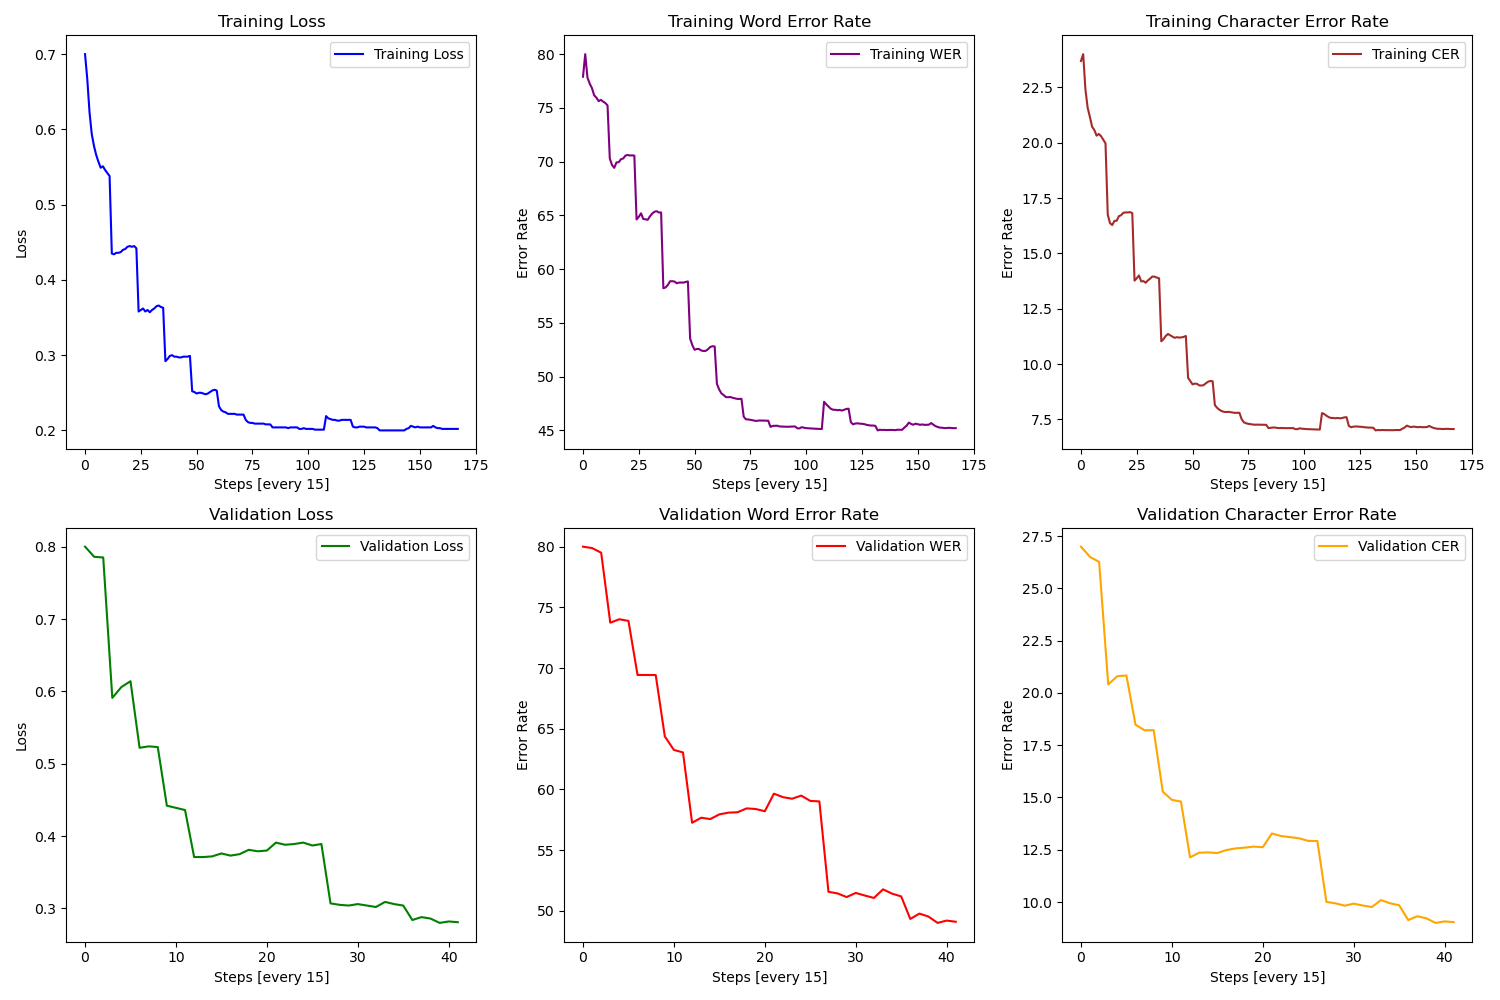 Training Loss
Training Word Error Rate
Training Character Error Rate
Training Loss
Training WER
Training CER
Loss
0.7
0.6
0.5
0.4
0.3
0.2
0 25 50 75 100 125 150 175
Steps [every 15]
Error Rate
80
75
70
65
60
55
50
45
0 25 50 75 100 125 150 175
Steps [every 15]
Error Rate
22.5
20.0
17.5
15.0
12.5
10.0
7.5
0 25 50 75 100 125 150 175
Steps [every 15]
Validation Loss
Validation Word Error Rate
Validation Character Error Rate
Validation Loss
Validation WER
Validation CER
Loss
0.8
0.7
0.6
0.5
0.4
0.3
0 10 20 30 40
Steps [every 15]
Error Rate
80
75
70
65
60
55
50
0 10 20 30 40
Steps [every 15]
Error Rate
27.5
25.0
22.5
20.0
17.5
15.0
12.5
10.0
0 10 20 30 40
Steps [every 15]